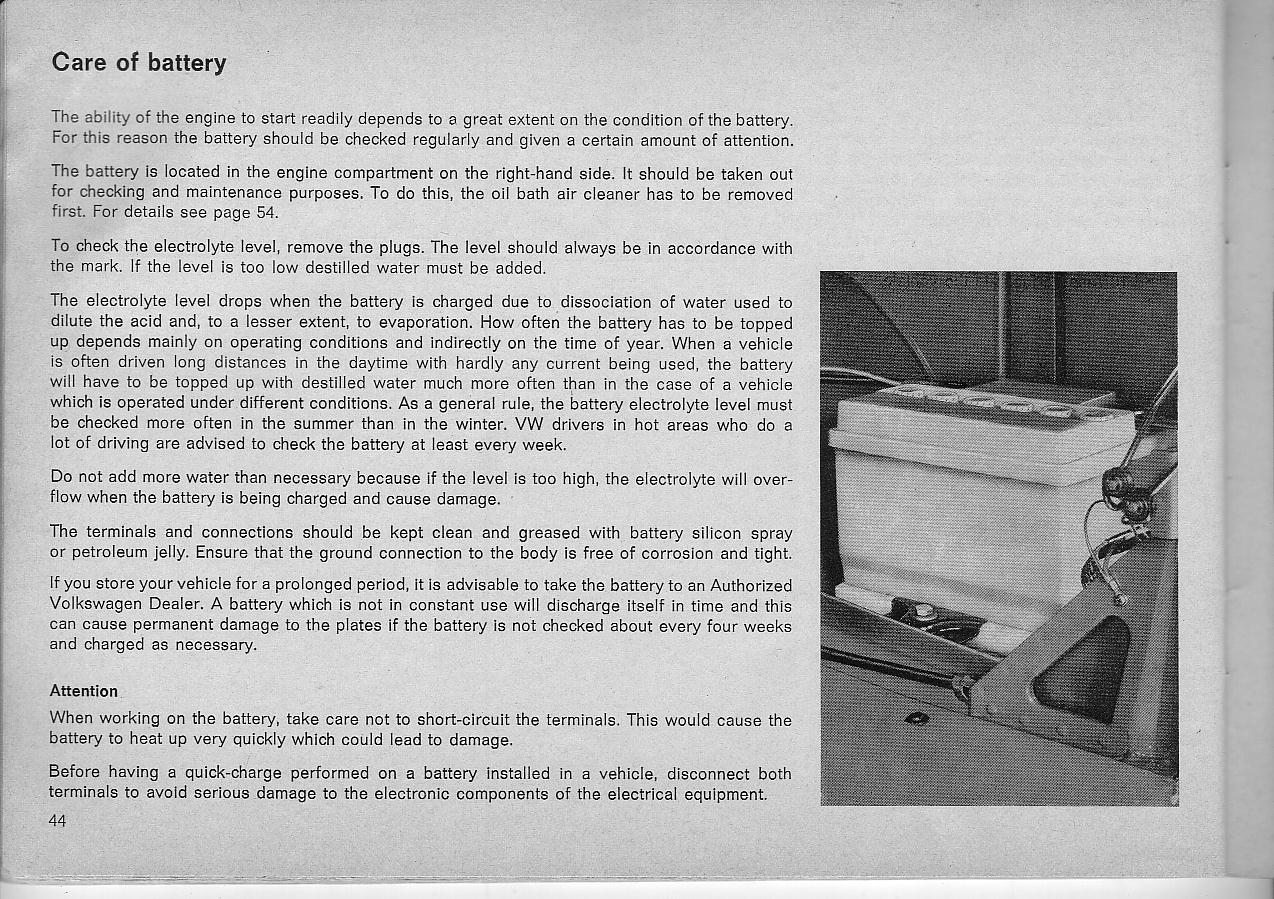 Care of battery
The ability of the engine to start readily depends to a great extent on the condition of the battery.
For this reason the battery should be checked regularly and given a certain amount of attention.
The battery is located in the engine compartment on the right-hand side. It should be taken out
for checking and maintenance purposes. To do this, the oil bath air cleaner has to be removed
first. For details see page 54.
To check the electrolyte level, remove the plugs. The level should always be in accordance with
the mark. If the level is too low destilled water must be added.
The electrolyte level drops when the battery is charged due to dissociation of water used to
dilute the acid and, to a lesser extent, to evaporation. How often the battery has to be topped
up depends mainly on operating conditions and indirectly on the time of year. When a vehicle
is often driven long distances in the daytime with hardly any current being used, the battery
will have to be topped up with destilled water much more often than in the case of a vehicle
which is operated under different conditions. As a general rule, the battery electrolyte level must
be checked more often in the summer than in the winter. VW drivers in hot areas who do a
lot of driving are advised to check the battery at least every week.
Do not add more water than necessary because if the level is too high, the electrolyte will over-
flow when the battery is being charged and cause damage.
The terminals and connections should be kept clean and greased with battery silicon spray
or petroleum jelly. Ensure that the ground connection to the body is free of corrosion and tight.
If you store your vehicle for a prolonged period, it is advisable to take the battery to an Authorized
Volkswagen Dealer. A battery which is not in constant use will discharge itself in time and this
can cause permanent damage to the plates if the battery is not checked about every four weeks
and charged as necessary.
Attention
When working on the battery, take care not to short-circuit the terminals. This would cause the
battery to heat up very quickly which could lead to damage.
Before having a quick-charge performed on a battery installed in a vehicle, disconnect both
terminals to avoid serious damage to the electronic components of the electrical equipment.
44